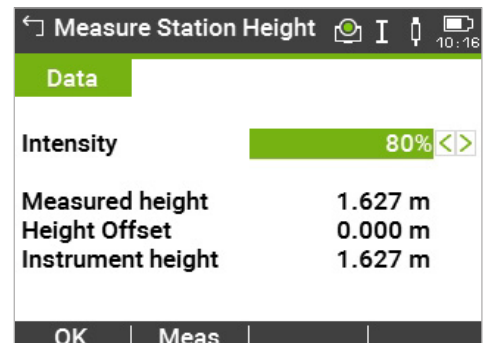 Measure Station Height I 10:16
Data
Intensity 80% < >
Measured height 1.627 m
Height Offset 0.000 m
Instrument height 1.627 m
OK Meas